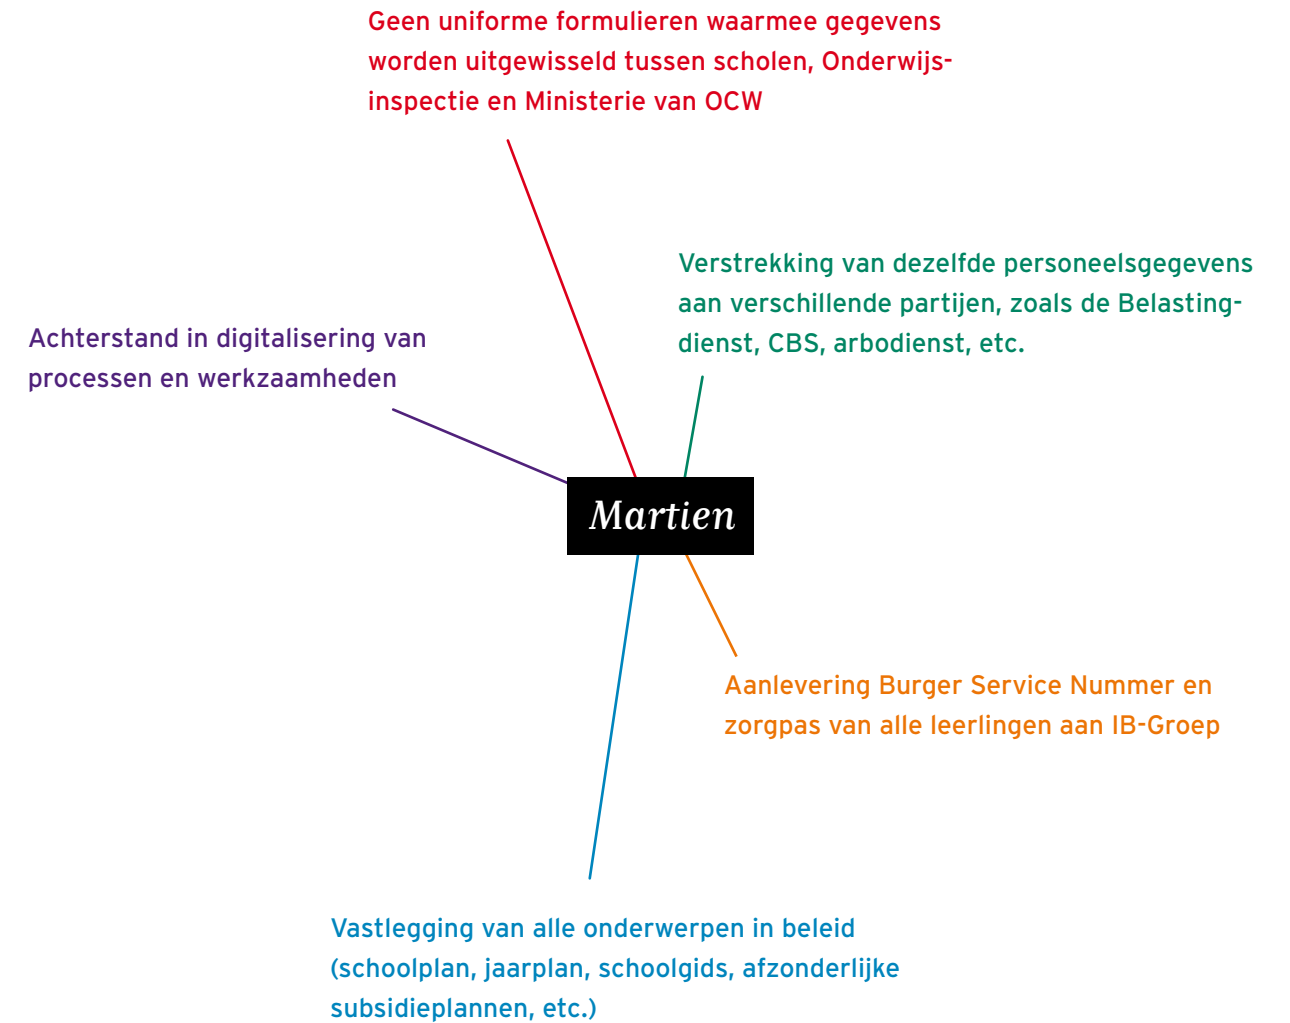 Geen uniforme formulieren waarmee gegevens
worden uitgewisseld tussen scholen, Onderwijs-
inspectie en Ministerie van OCW
Verstrekking van dezelfde personeelsgegevens
aan verschillende partijen, zoals de Belasting-
dienst, CBS, arbodienst, etc.
Achterstand in digitalisering van
processen en werkzaamheden
Martien
Aanlevering Burger Service Nummer en
zorgpas van alle leerlingen aan IB-Groep
Vastlegging van alle onderwerpen in beleid
(schoolplan, jaarplan, schoolgids, afzonderlijke
subsidieplannen, etc.)